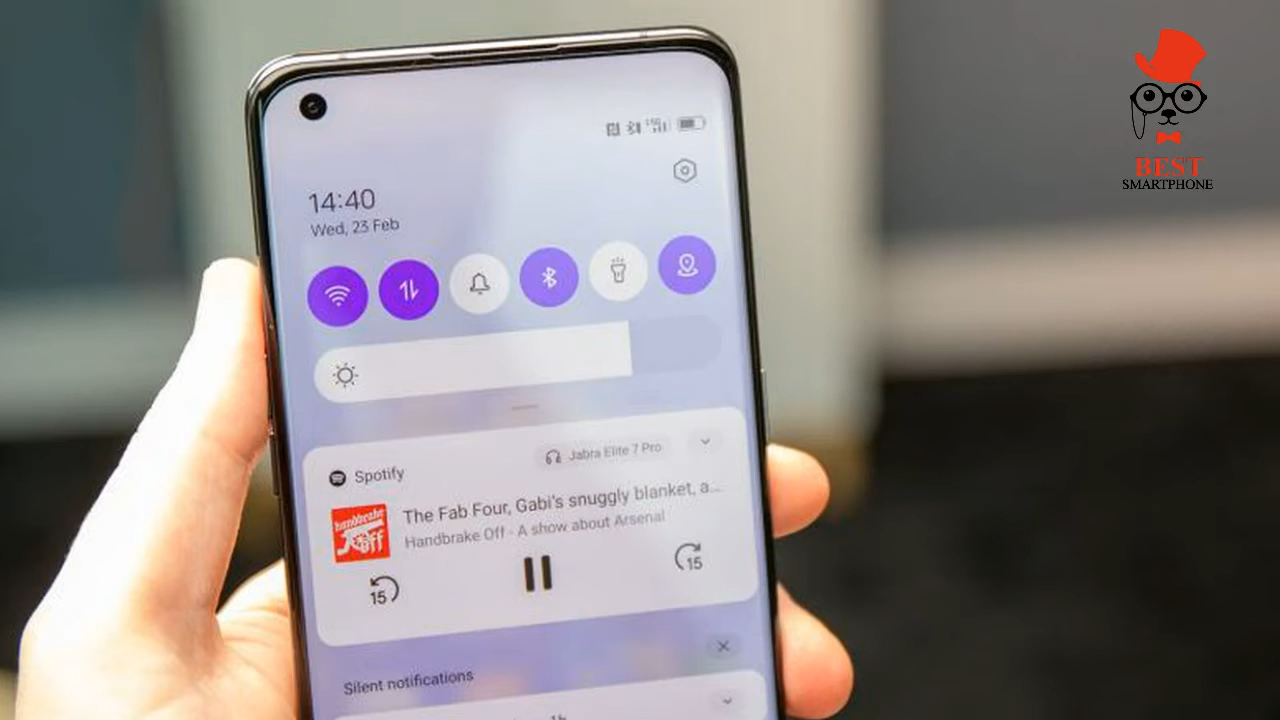 BEST
SMARTPHONE
14:40
Wed, 23 Feb
Spotify
Jabra Elite 7 Pro
The Fab Four, Gabi's snuggly blanket, a...
Handbrake Off · A show about Arsenal
handbrake
off
15
15
Silent notifications